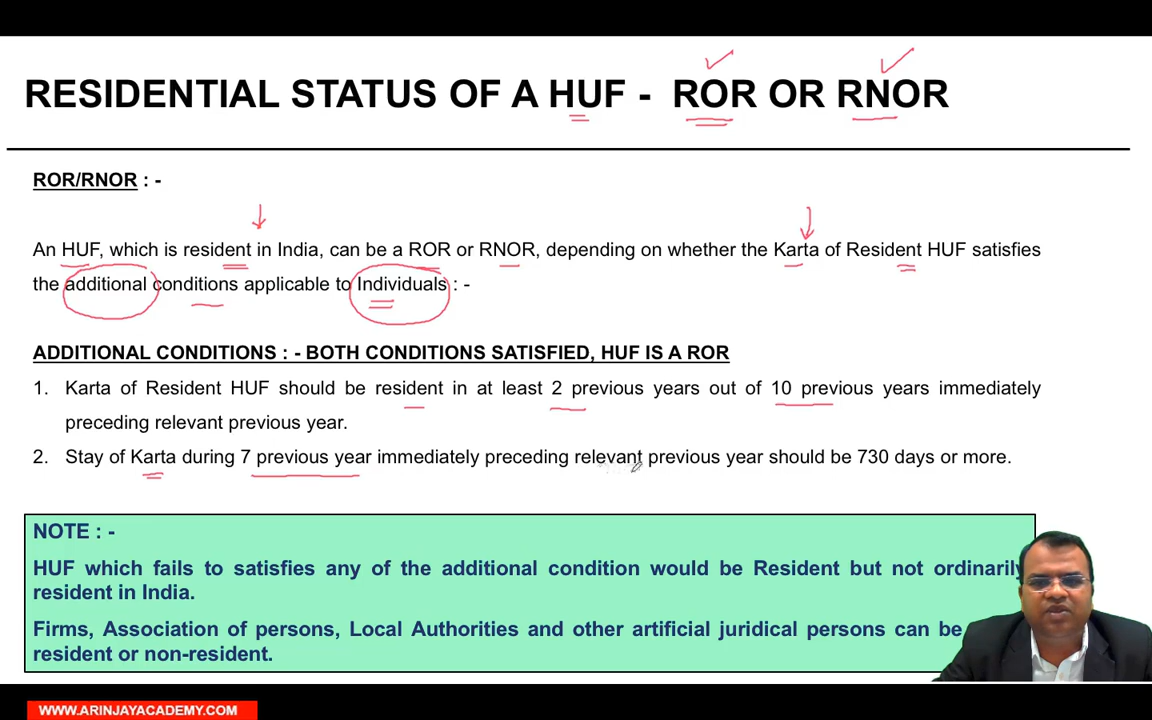 RESIDENTIAL STATUS OF A HUF - ROR OR RNOR
ROR/RNOR : -
An HUF, which is resident in India, can be a ROR or RNOR, depending on whether the Karta of Resident HUF satisfies
the additional conditions applicable to Individuals : -
ADDITIONAL CONDITIONS : - BOTH CONDITIONS SATISFIED, HUF IS A ROR
1. Karta of Resident HUF should be resident in at least 2 previous years out of 10 previous years immediately
preceding relevant previous year.
2. Stay of Karta during 7 previous year immediately preceding relevant previous year should be 730 days or more.
NOTE : -
HUF which fails to satisfies any of the additional condition would be Resident but not ordinarily
resident in India.
Firms, Association of persons, Local Authorities and other artificial juridical persons can be
resident or non-resident.
WWW.ARINJAYACADEMY.COM